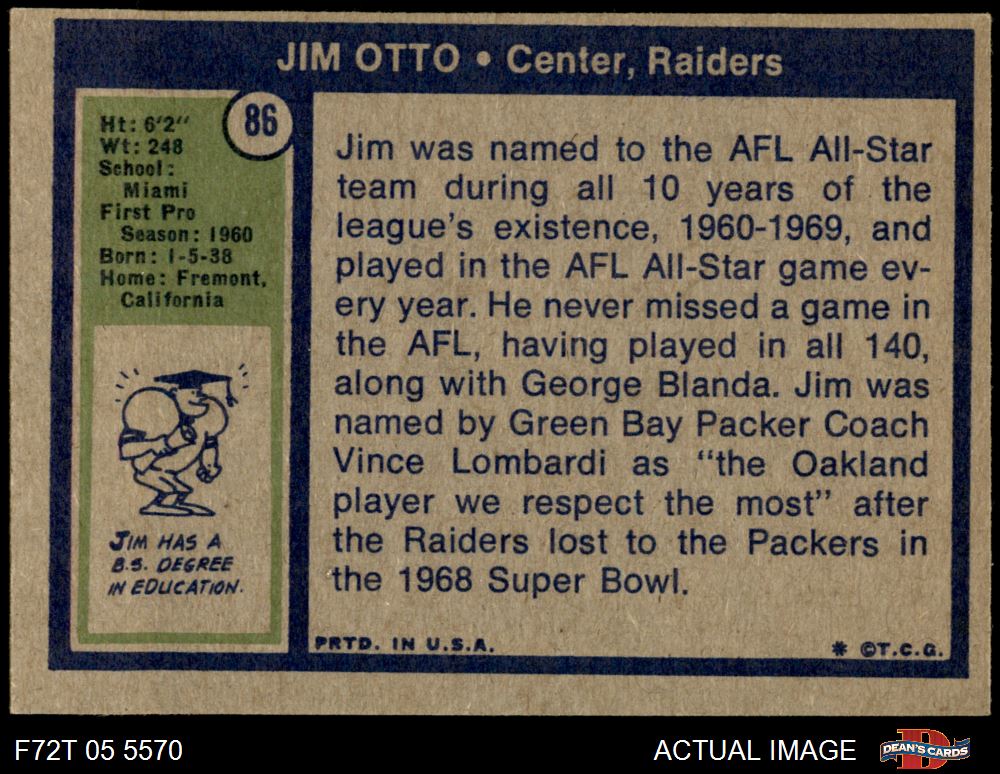 JIM OTTO • Center, Raiders
86
Ht: 6'2"
Wt: 248
School:
Miami
First Pro
Season: 1960
Born: 1-5-38
Home: Fremont,
California
JIM HAS A
B.S. DEGREE
IN EDUCATION.
Jim was named to the AFL All-Star
team during all 10 years of the
league's existence, 1960-1969, and
played in the AFL All-Star game ev-
ery year. He never missed a game in
the AFL, having played in all 140,
along with George Blanda. Jim was
named by Green Bay Packer Coach
Vince Lombardi as "the Oakland
player we respect the most" after
the Raiders lost to the Packers in
the 1968 Super Bowl.
PRTD. IN U.S.A.
* ©T.C.G.
F72T 05 5570
ACTUAL IMAGE
DEAN'S CARDS